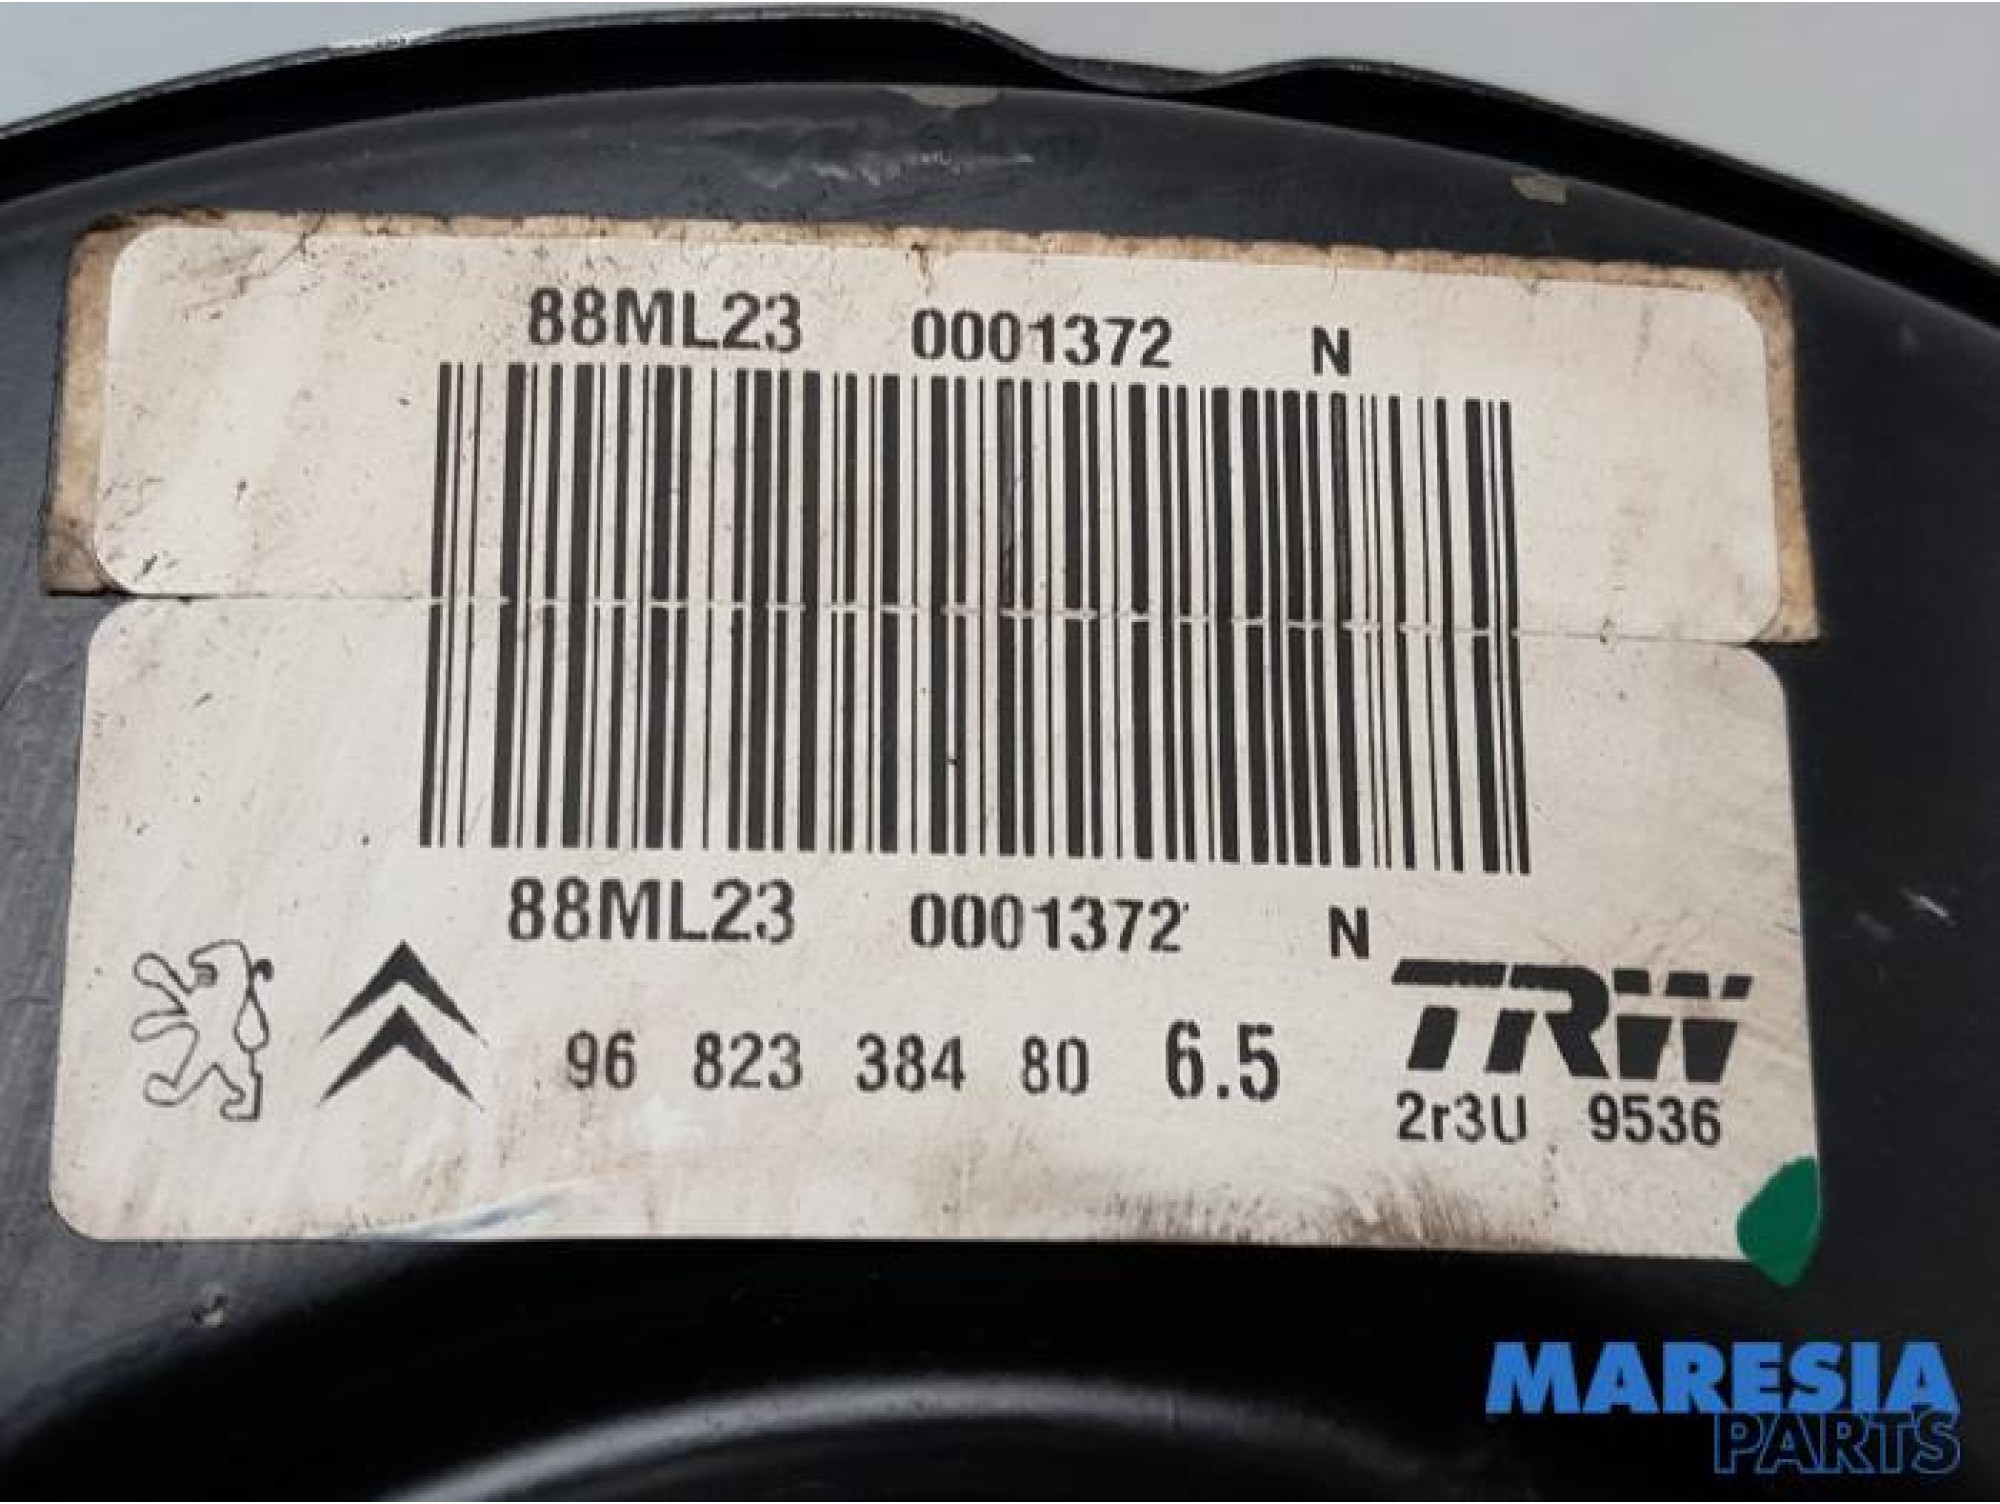 88ML23 0001372 N
88ML23 0001372 N
TRW
96 823 384 80 6.5
2r3U 9536
MARESIA
PARTS